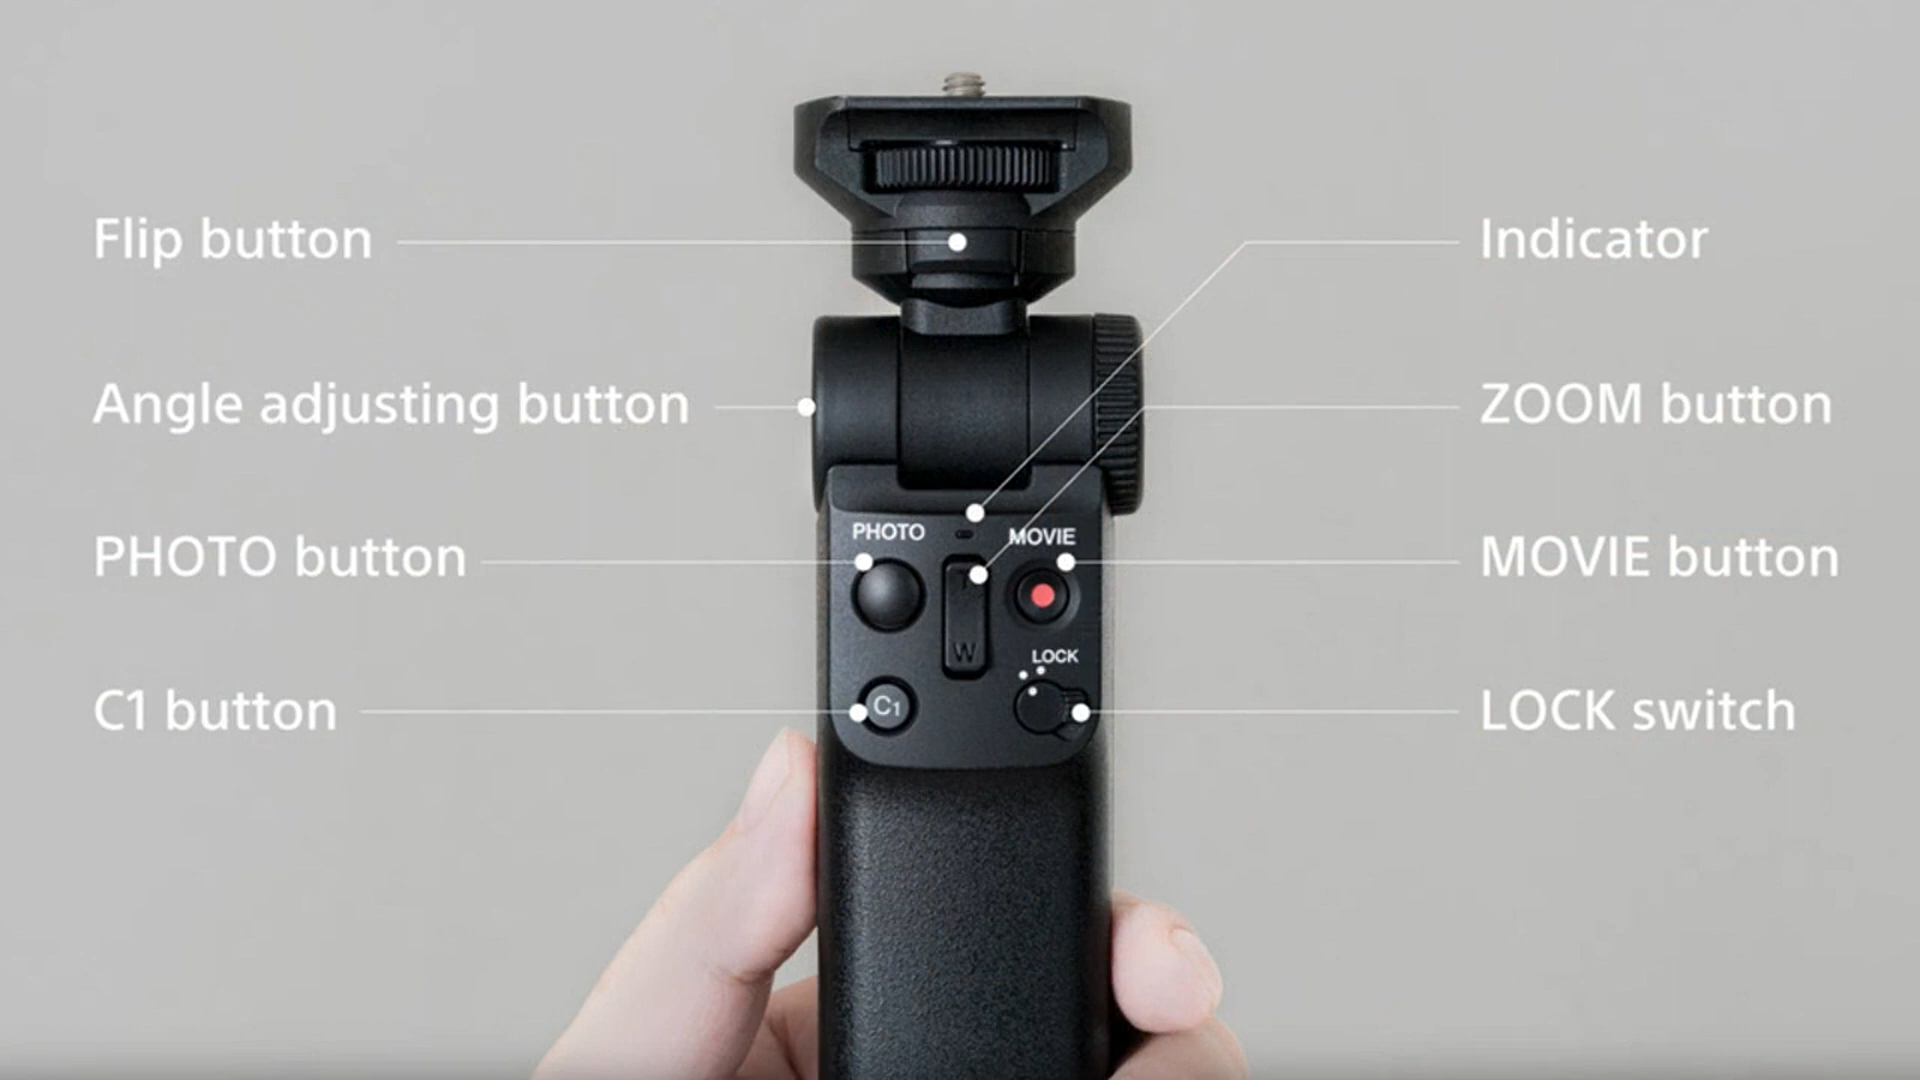 Flip button
Indicator
Angle adjusting button
ZOOM button
PHOTO
MOVIE
PHOTO button
MOVIE button
W
LOCK
C1 button
C1
LOCK switch